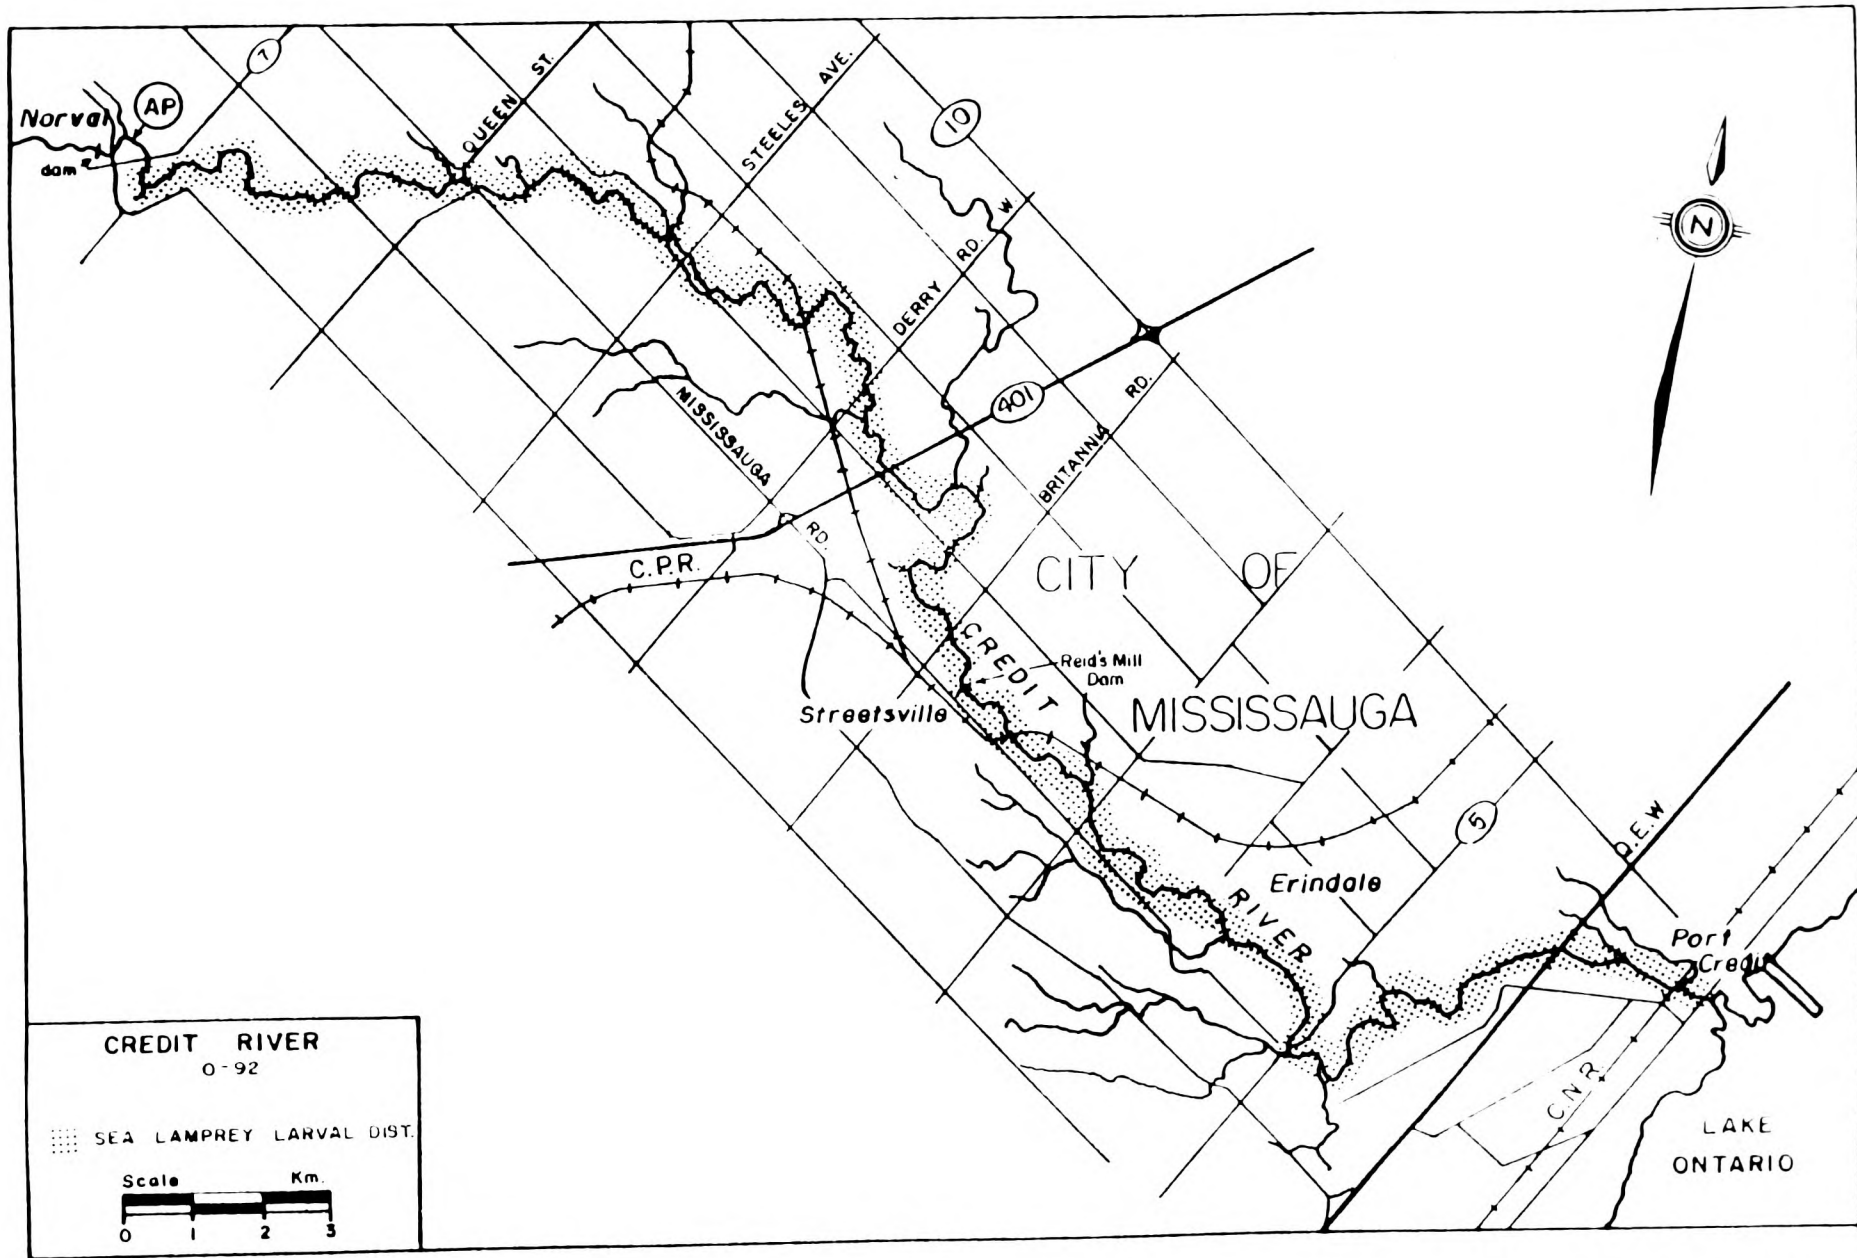 7
QUEEN ST.
STEELES AVE.
10
Norval
AP
dam
DERRY RD. W.
N
401
MISSISSAUGA RD.
BRITANNIA RD.
C.P.R.
CITY OF
MISSISSAUGA
CREDIT RIVER
Reid's Mill
Dam
Streetsville
5
Q.E.W.
Erindale
Port
Credit
C.N.R.
LAKE
ONTARIO
CREDIT RIVER
0-92
SEA LAMPREY LARVAL DIST.
Scale Km.
0 1 2 3